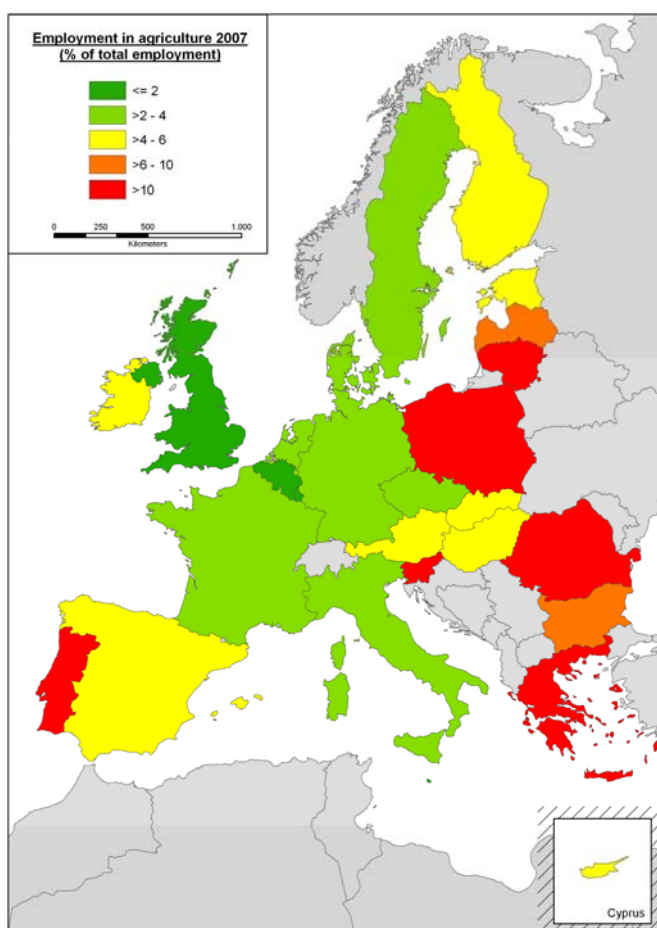 Employment in agriculture 2007
(% of total employment)
<= 2
>2 - 4
>4 - 6
>6 - 10
>10
0 250 500 1.000
Kilometers
Cyprus